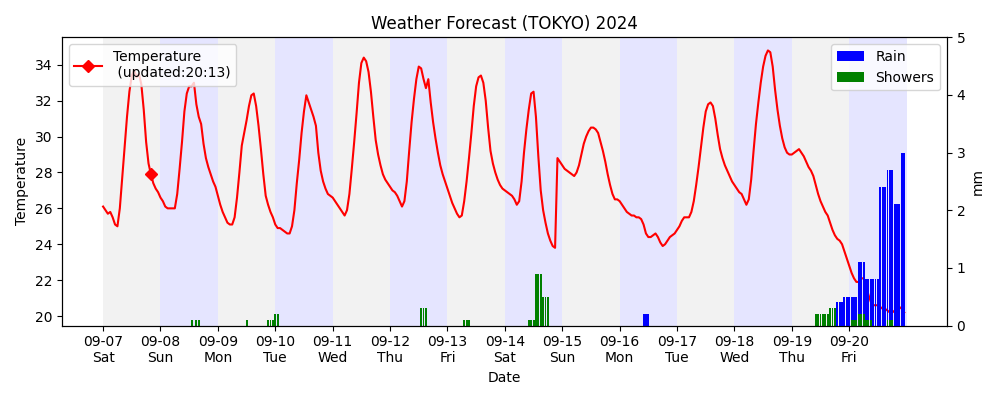 Weather Forecast (TOKYO) 2024
Temperature
(updated:20:13)
Rain
Showers
Temperature
34
32
30
28
26
24
22
20
5
4
3
2
1
0
mm
09-07 09-08 09-09 09-10 09-11 09-12 09-13 09-14 09-15 09-16 09-17 09-18 09-19 09-20
Sat Sun Mon Tue Wed Thu Fri Sat Sun Mon Tue Wed Thu Fri
Date